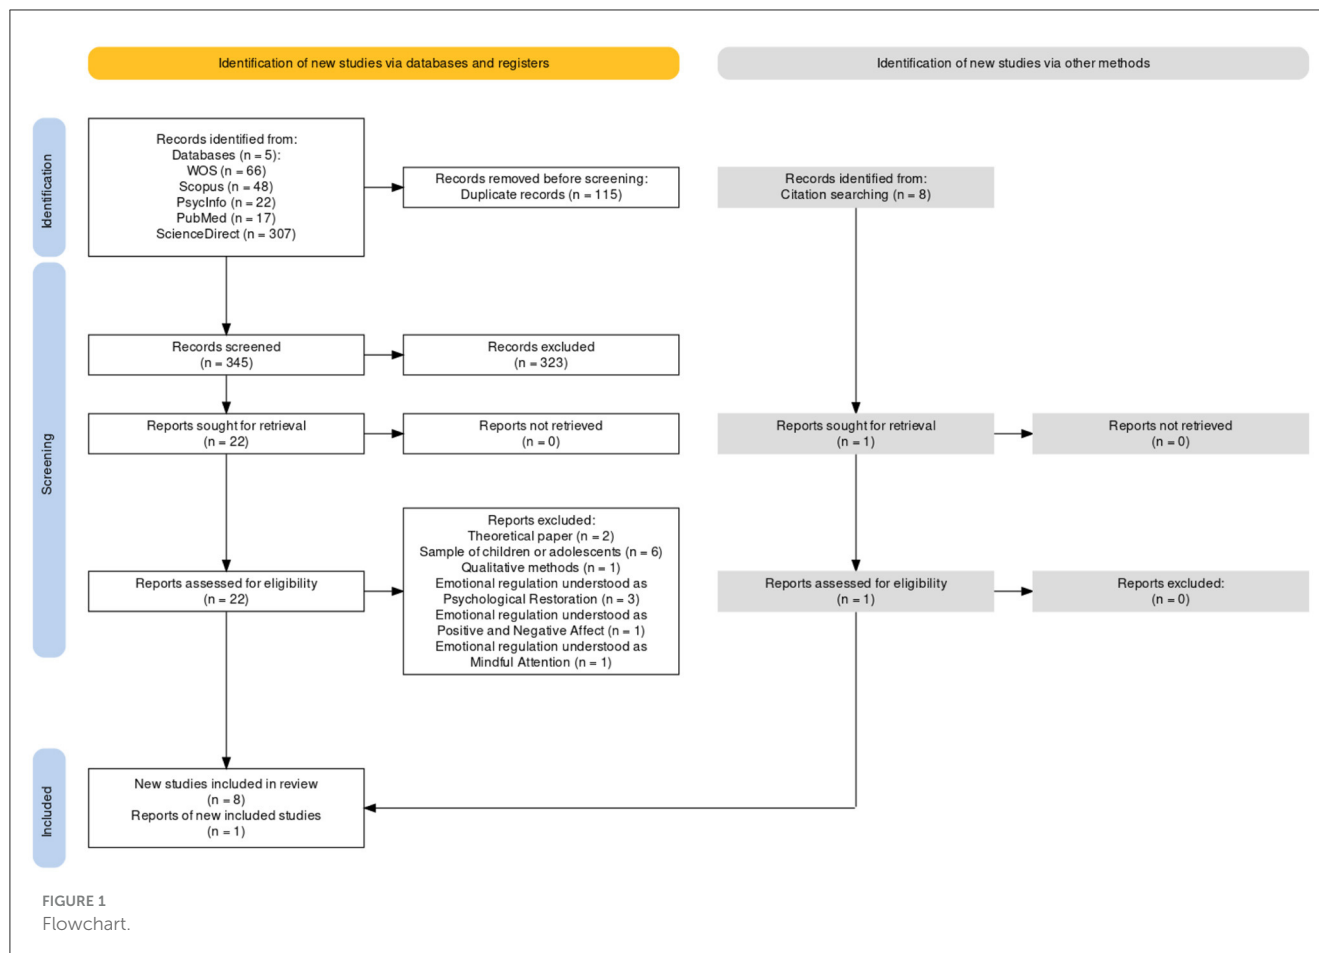 Identification of new studies via databases and registers
Identification of new studies via other methods
Identification
Records identified from:
Databases (n = 5):
WOS (n = 66)
Scopus (n = 48)
PsycInfo (n = 22)
PubMed (n = 17)
ScienceDirect (n = 307)
Records removed before screening:
Duplicate records (n = 115)
Records identified from:
Citation searching (n = 8)
Screening
Records screened
(n = 345)
Records excluded
(n = 323)
Reports sought for retrieval
(n = 22)
Reports not retrieved
(n = 0)
Reports sought for retrieval
(n = 1)
Reports not retrieved
(n = 0)
Reports assessed for eligibility
(n = 22)
Reports excluded:
Theoretical paper (n = 2)
Sample of children or adolescents (n = 6)
Qualitative methods (n = 1)
Emotional regulation understood as
Psychological Restoration (n = 3)
Emotional regulation understood as
Positive and Negative Affect (n = 1)
Emotional regulation understood as
Mindful Attention (n = 1)
Reports assessed for eligibility
(n = 1)
Reports excluded:
(n = 0)
Included
New studies included in review
(n = 8)
Reports of new included studies
(n = 1)
FIGURE 1
Flowchart.